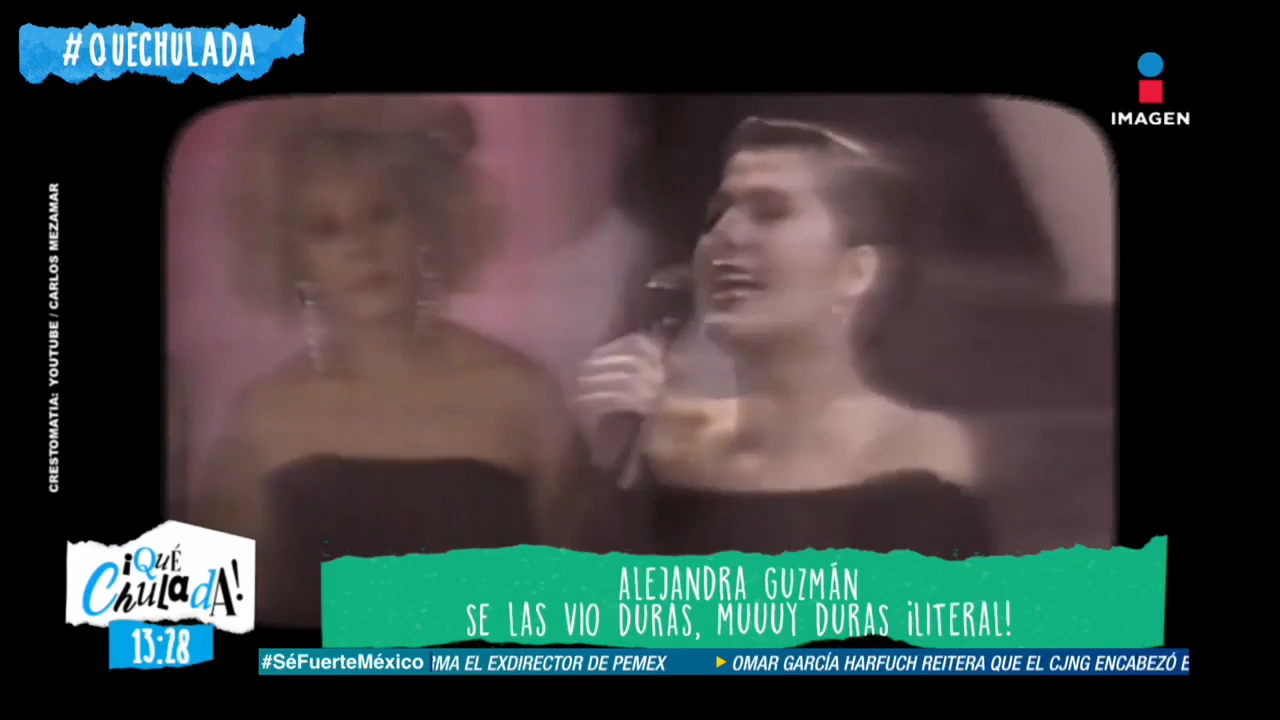 #QUECHULADA
IMAGEN
CRESTOMATIA: YOUTUBE / CARLOS MEZAMAR
¡QUÉ
ChuLadA!
13:28
ALEJANDRA GUZMÁN
SE LAS VIO DURAS, MUUUY DURAS ¡LITERAL!
#SéFuerteMéxico MA EL EXDIRECTOR DE PEMEX OMAR GARCÍA HARFUCH REITERA QUE EL CJNG ENCABEZÓ E